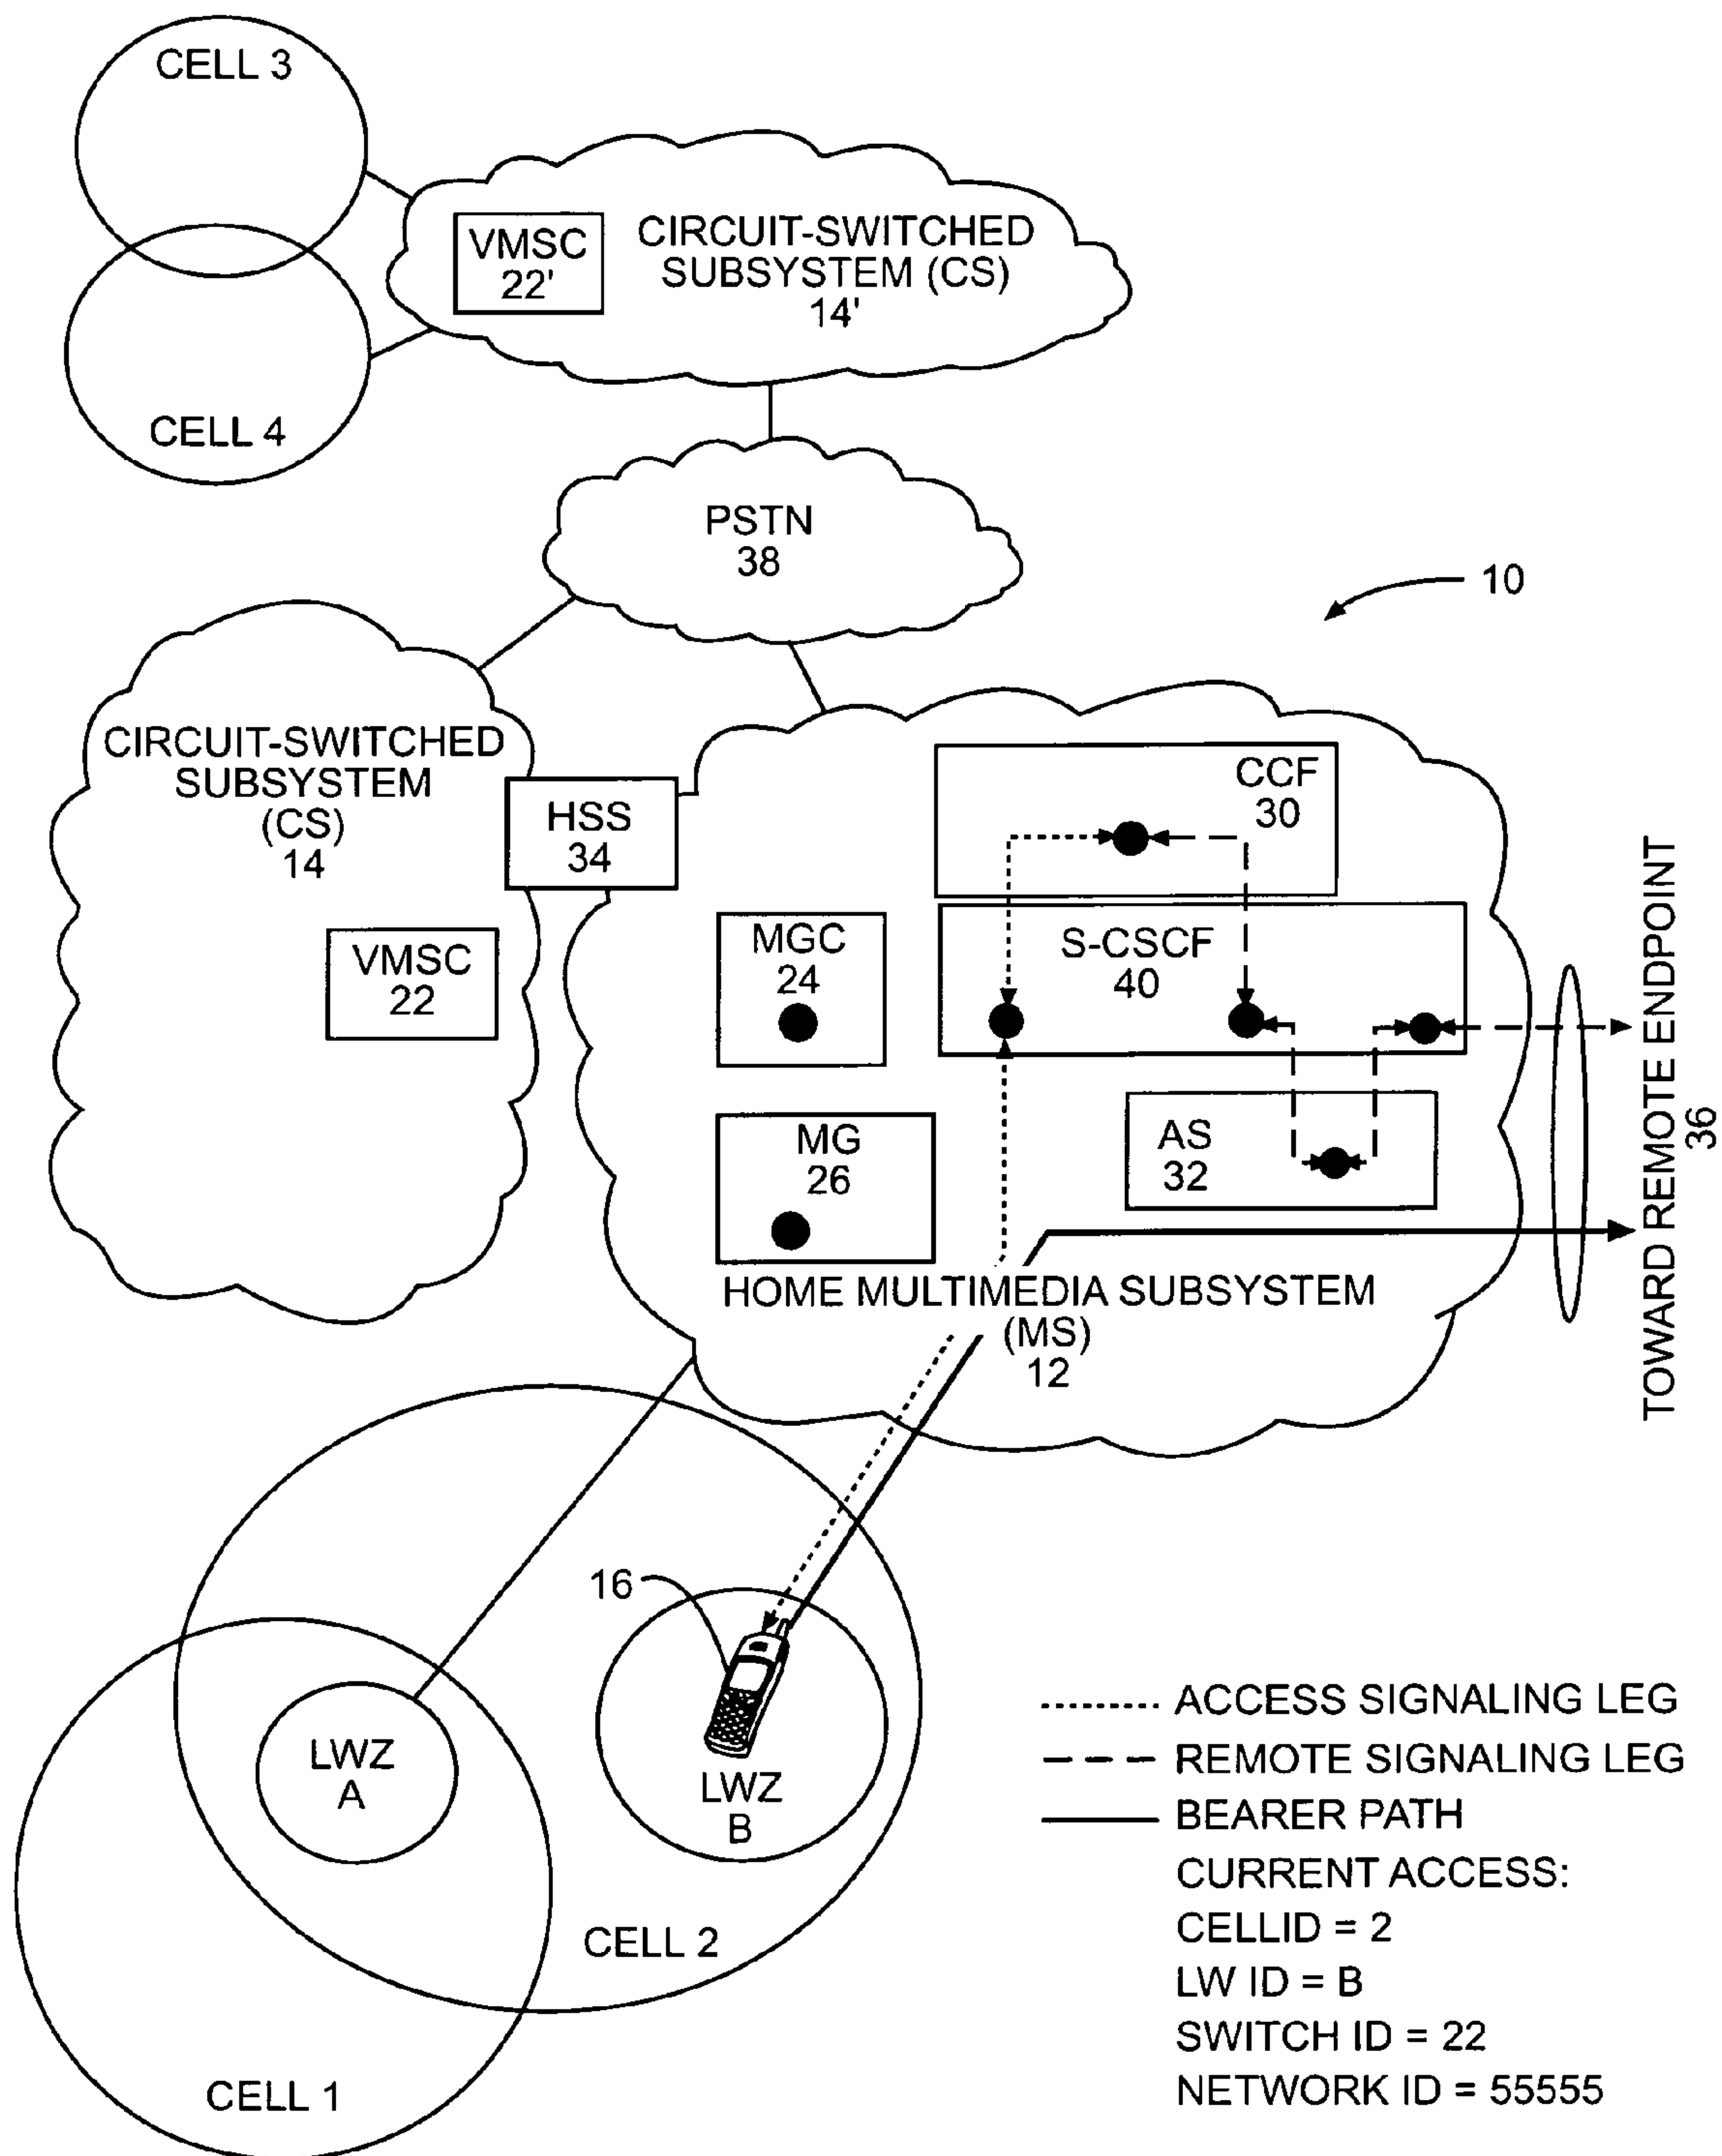 CELL 3
VMSC
22'
CIRCUIT-SWITCHED
SUBSYSTEM (CS)
14'
CELL 4
PSTN
38
10
CIRCUIT-SWITCHED
SUBSYSTEM
(CS)
14
HSS
34
CCF
30
VMSC
22
MGC
24
S-CSCF
40
MG
26
AS
32
TOWARD REMOTE ENDPOINT
36
HOME MULTIMEDIA SUBSYSTEM
(MS)
12
16
LWZ
A
LWZ
B
CELL 2
CELL 1
ACCESS SIGNALING LEG
REMOTE SIGNALING LEG
BEARER PATH
CURRENT ACCESS:
CELLID = 2
LW ID = B
SWITCH ID = 22
NETWORK ID = 55555